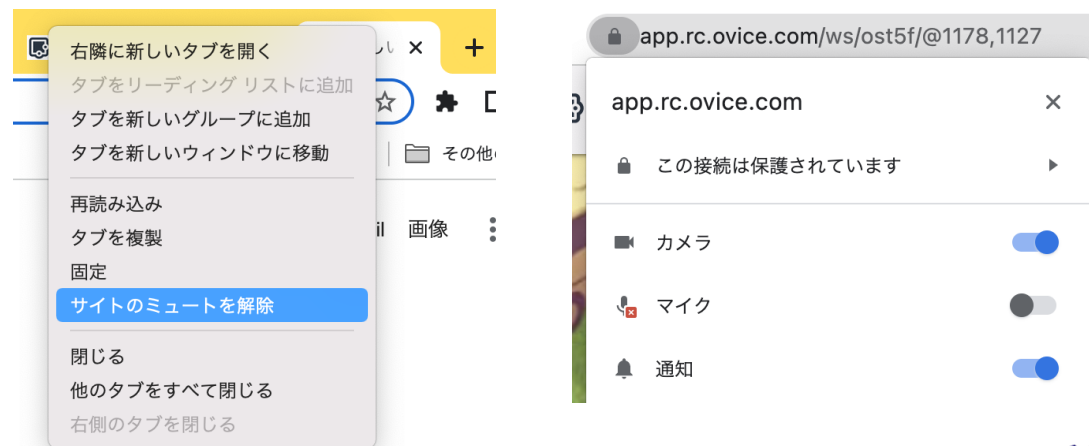 右隣に新しいタブを開く
タブをリーディング リストに追加
タブを新しいグループに追加
タブを新しいウィンドウに移動
再読み込み
タブを複製
固定
サイトのミュートを解除
閉じる
他のタブをすべて閉じる
右側のタブを閉じる
その他
il 画像
app.rc.ovice.com/ws/ost5f/@1178,1127
app.rc.ovice.com
この接続は保護されています
カメラ
マイク
通知